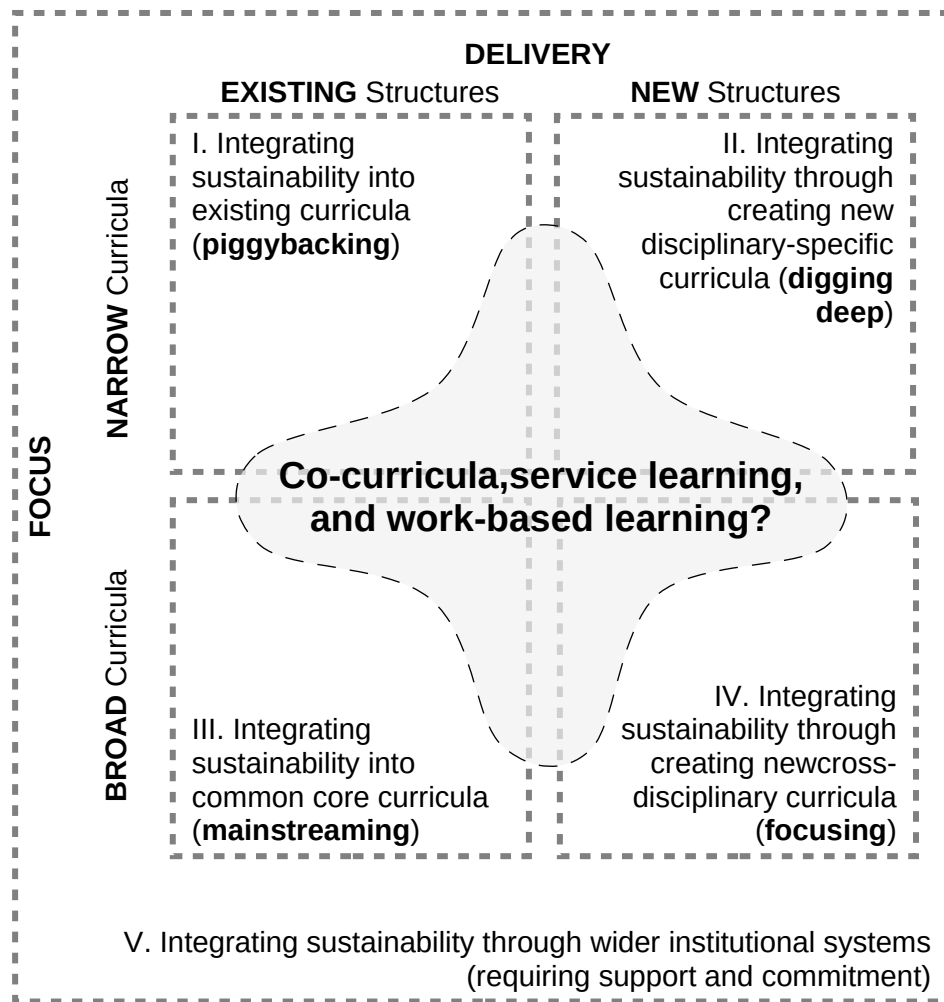 DELIVERY
EXISTING Structures
NEW Structures
FOCUS
NARROW Curricula
I. Integrating
sustainability into
existing curricula
(piggybacking)
II. Integrating
sustainability through
creating new
disciplinary-specific
curricula (digging
deep)
Co-curricula,service learning,
and work-based learning?
BROAD Curricula
III. Integrating
sustainability into
common core curricula
(mainstreaming)
IV. Integrating
sustainability through
creating newcross-
disciplinary curricula
(focusing)
V. Integrating sustainability through wider institutional systems
(requiring support and commitment)